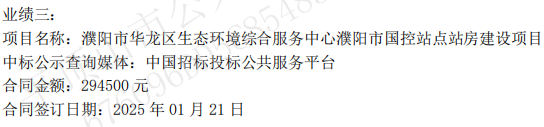 业绩三：
项目名称：濮阳市华龙区生态环境综合服务中心濮阳市国控站点站房建设项目
中标公示查询媒体：中国招标投标公共服务平台
合同金额：294500 元
合同签订日期：2025 年 01 月 21 日